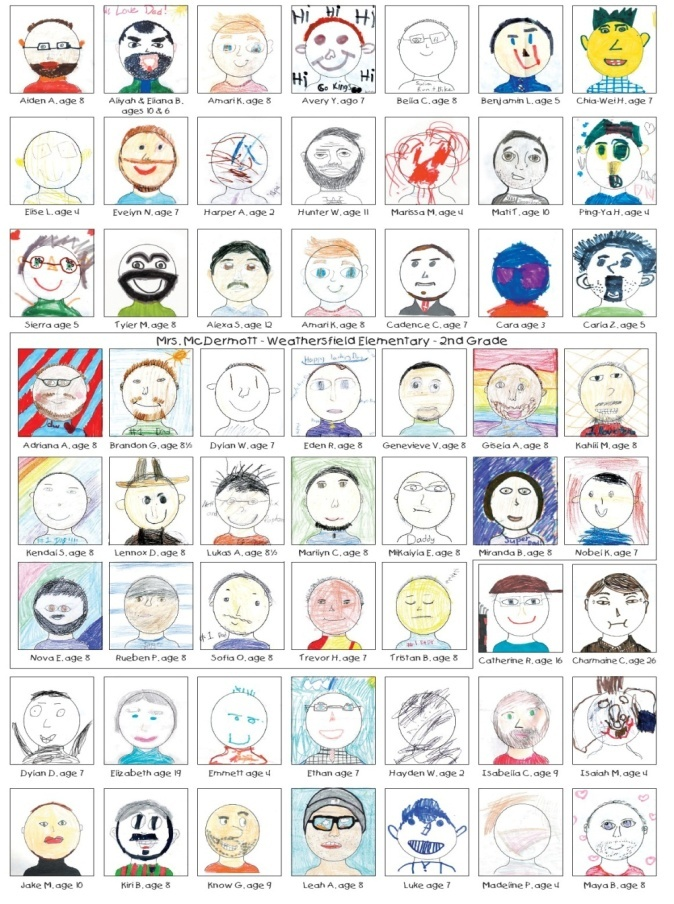 I Love Dad!
Hi Hi Hi
Hi Hi
Go Kings
Aiden A. age 8
Aliyah & Eliana B.
ages 10 & 6
Amari K. age 8
Avery Y. age 7
Bella C. age 8
Benjamin L. age 5
Chia-Wei H. age 7
Elise L. age 4
Evelyn N. age 7
Harper A. age 2
Hunter W. age 11
Marissa M. age 4
Mati T. age 10
Ping-Ya H. age 4
Sierra age 5
Tyler M. age 8
Alexa S. age 12
Amari K. age 8
Cadence C. age 7
Cara age 3
Carla Z. age 5
Mrs. McDermott - Weathersfield Elementary - 2nd Grade
Adriana A. age 8
Brandon G. age 8½
Dylan W. age 7
Eden R. age 8
Genevieve V. age 8
Gisela A. age 8
Kahlil M. age 8
Daddy
Super
Kendal S. age 8
Lennox D. age 8
Lukas A. age 8½
Marilyn C. age 8
Mikayla E. age 8
Miranda B. age 8
Nobel K. age 7
Nova E. age 8
Rueben P. age 8
Sofia O. age 8
Trevor H. age 7
Tristan B. age 8
Catherine R. age 16
Charmaine C. age 26
Dylan D. age 7
Elizabeth age 19
Emmett age 4
Ethan age 7
Hayden W. age 2
Isabella C. age 9
Isaiah M. age 4
Jake M. age 10
Kiri B. age 8
Know G. age 9
Leah A. age 8
Luke age 7
Madeline P. age 4
Maya B. age 8